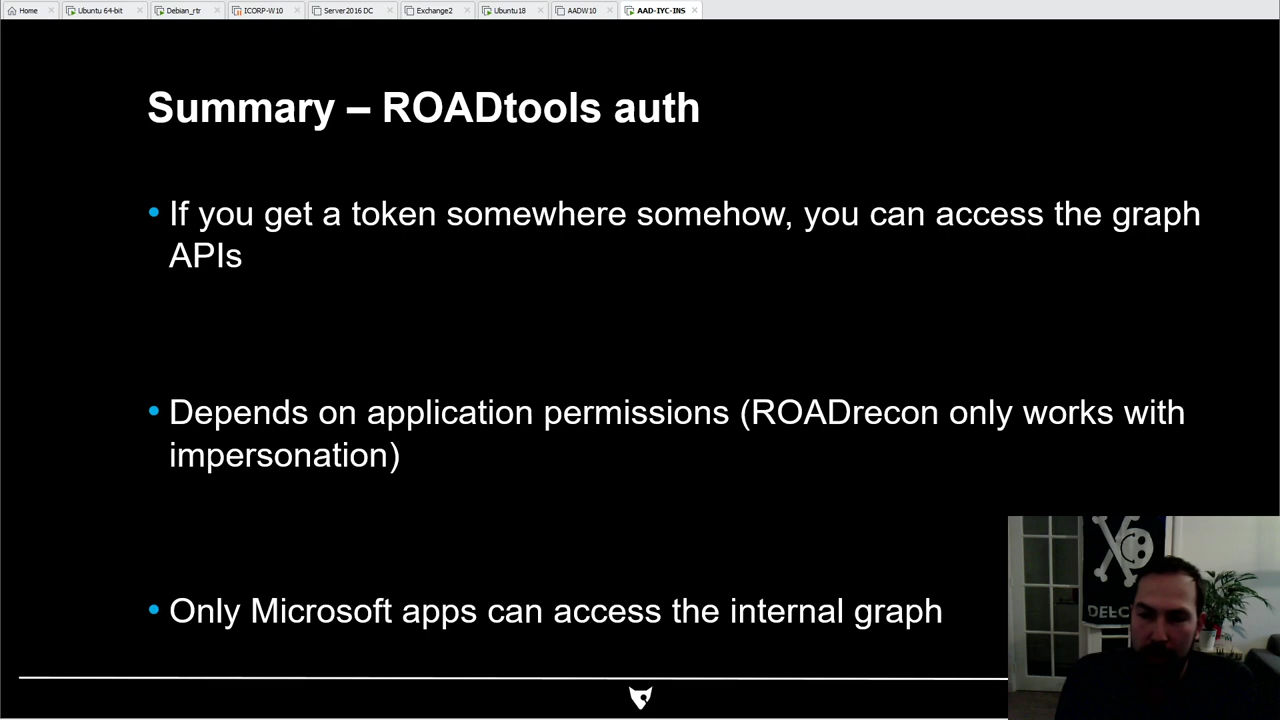 Home
Ubuntu 64-bit
Debian_rtr
ICORP-W10
Server2016 DC
Exchange2
Ubuntu18
AADW10
AAD-IYC-INS
Summary – ROADtools auth
• If you get a token somewhere somehow, you can access the graph
APIs
• Depends on application permissions (ROADrecon only works with
impersonation)
• Only Microsoft apps can access the internal graph